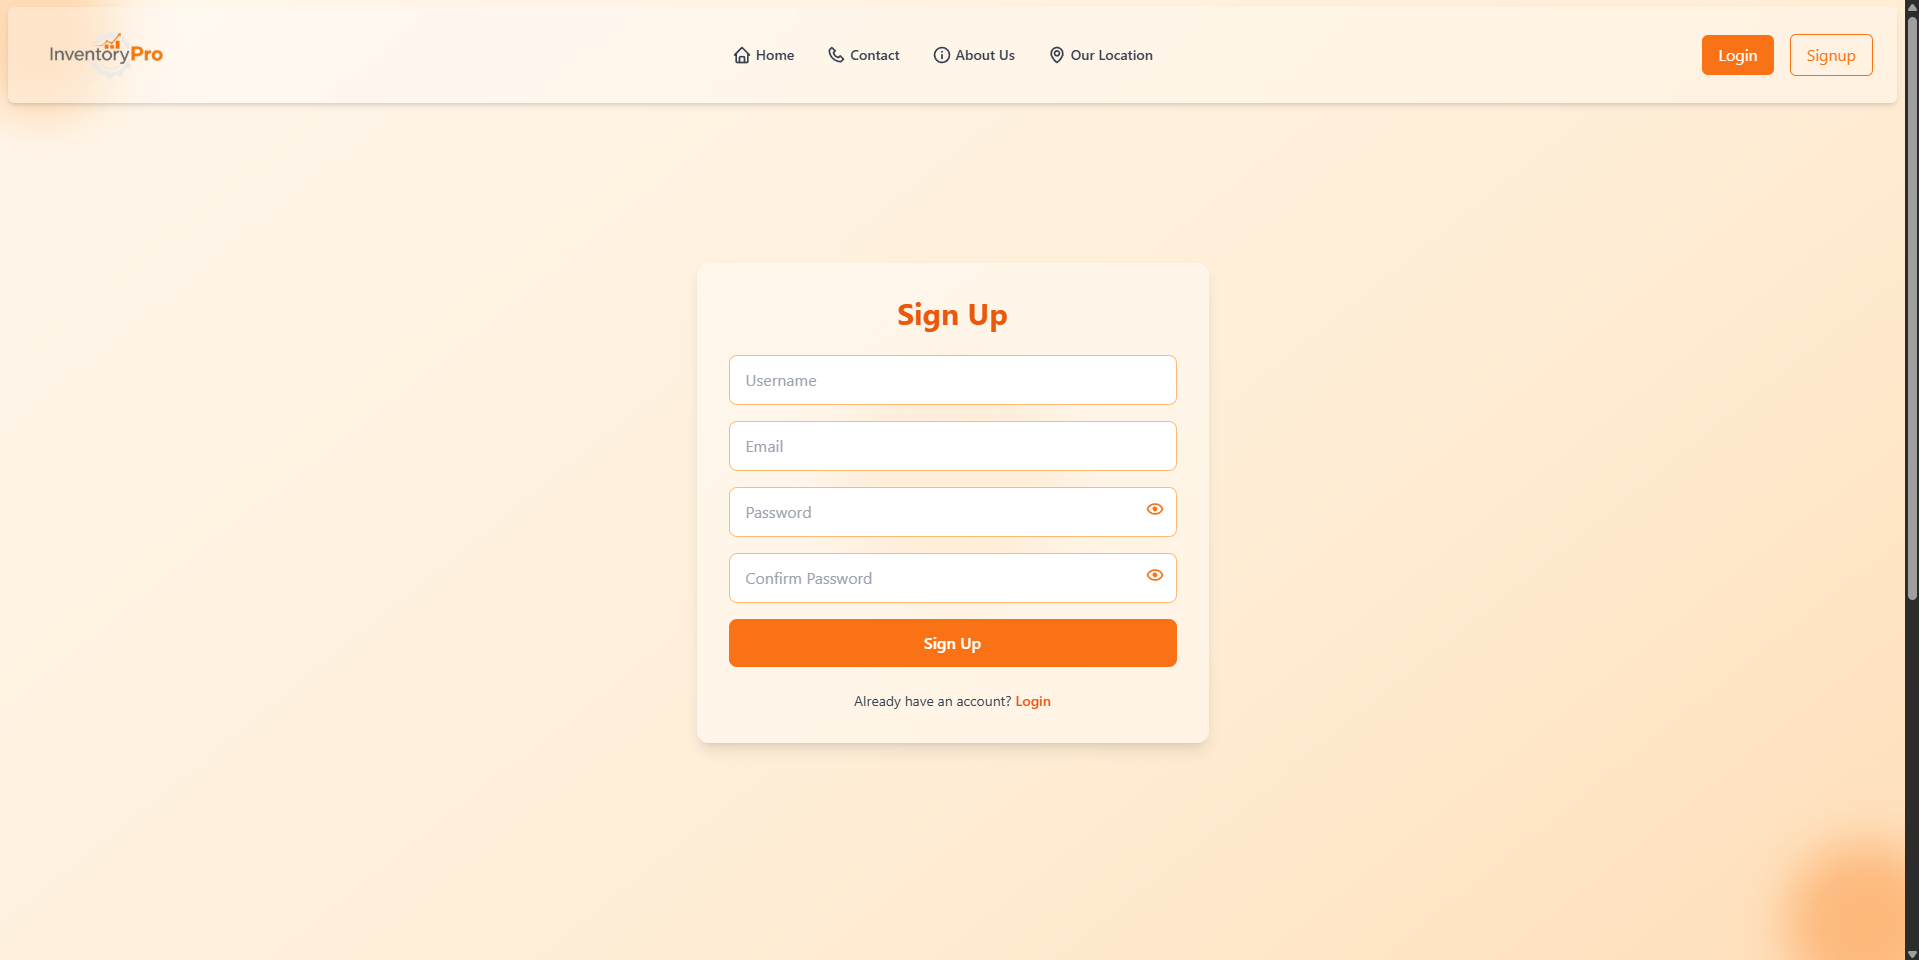 InventoryPro
Home Contact About Us Our Location
Login Signup
Sign Up
Username
Email
Password
Confirm Password
Sign Up
Already have an account? Login